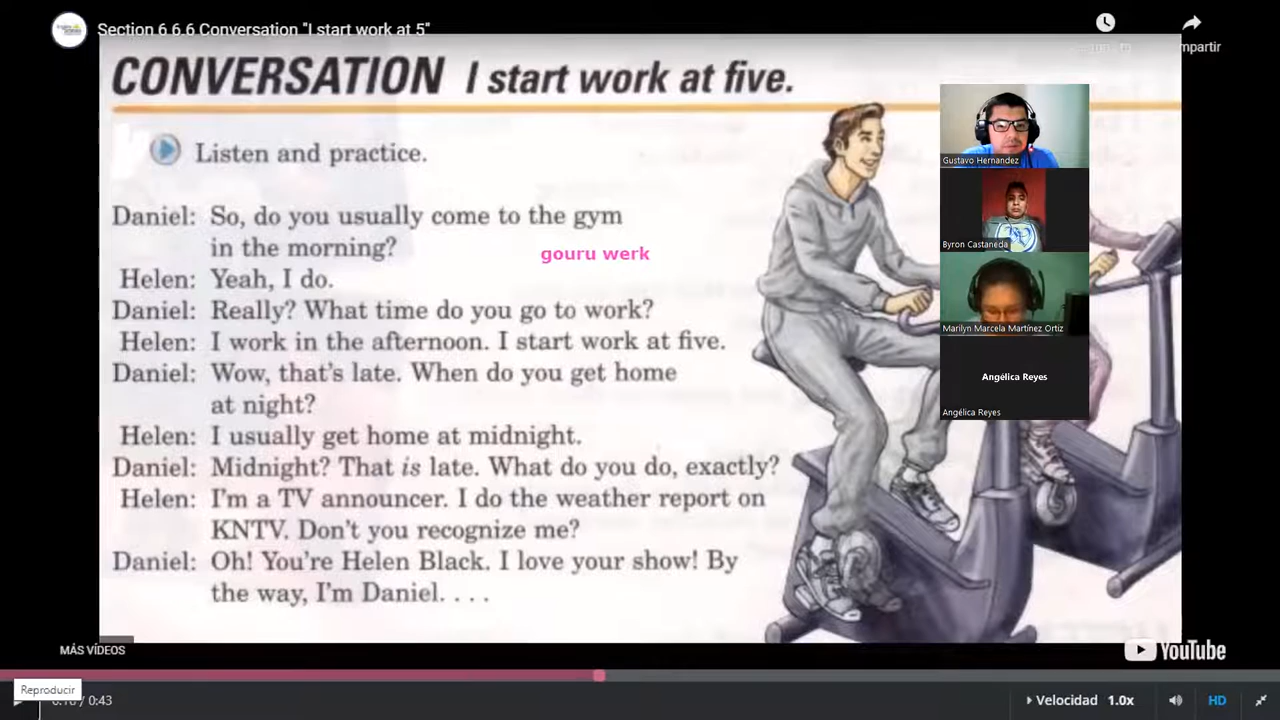 Section 6.6.6 Conversation "I start work at 5"
CONVERSATION I start work at five.
Listen and practice.
Daniel: So, do you usually come to the gym
in the morning?
gouru werk
Helen: Yeah, I do.
Daniel: Really? What time do you go to work?
Helen: I work in the afternoon. I start work at five.
Daniel: Wow, that's late. When do you get home
at night?
Helen: I usually get home at midnight.
Daniel: Midnight? That is late. What do you do, exactly?
Helen: I'm a TV announcer. I do the weather report on
KNTV. Don't you recognize me?
Daniel: Oh! You're Helen Black. I love your show! By
the way, I'm Daniel. . . .
Gustavo Hernandez
Byron Castaneda
Marilyn Marcela Martínez Ortiz
Angélica Reyes
Angélica Reyes
MÁS VÍDEOS
YouTube
Reproducir
/ 0:43
Velocidad 1.0x
HD